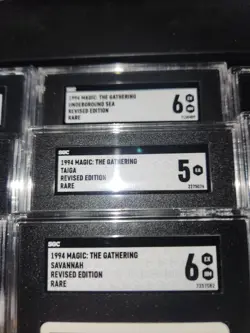 1994 MAGIC: THE GATHERING
UNDERGROUND SEA
REVISED EDITION
RARE
6
SGC
1994 MAGIC: THE GATHERING
TAIGA
REVISED EDITION
RARE
5
EX
SGC
1994 MAGIC: THE GATHERING
SAVANNAH
REVISED EDITION
RARE
6